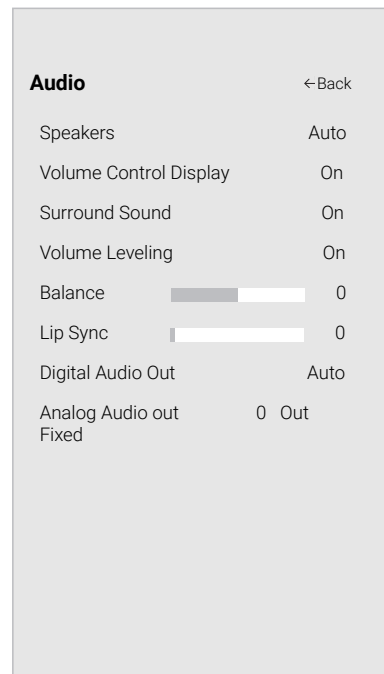 Audio ←Back
Speakers Auto
Volume Control Display On
Surround Sound On
Volume Leveling On
Balance 0
Lip Sync 0
Digital Audio Out Auto
Analog Audio out 0 Out
Fixed